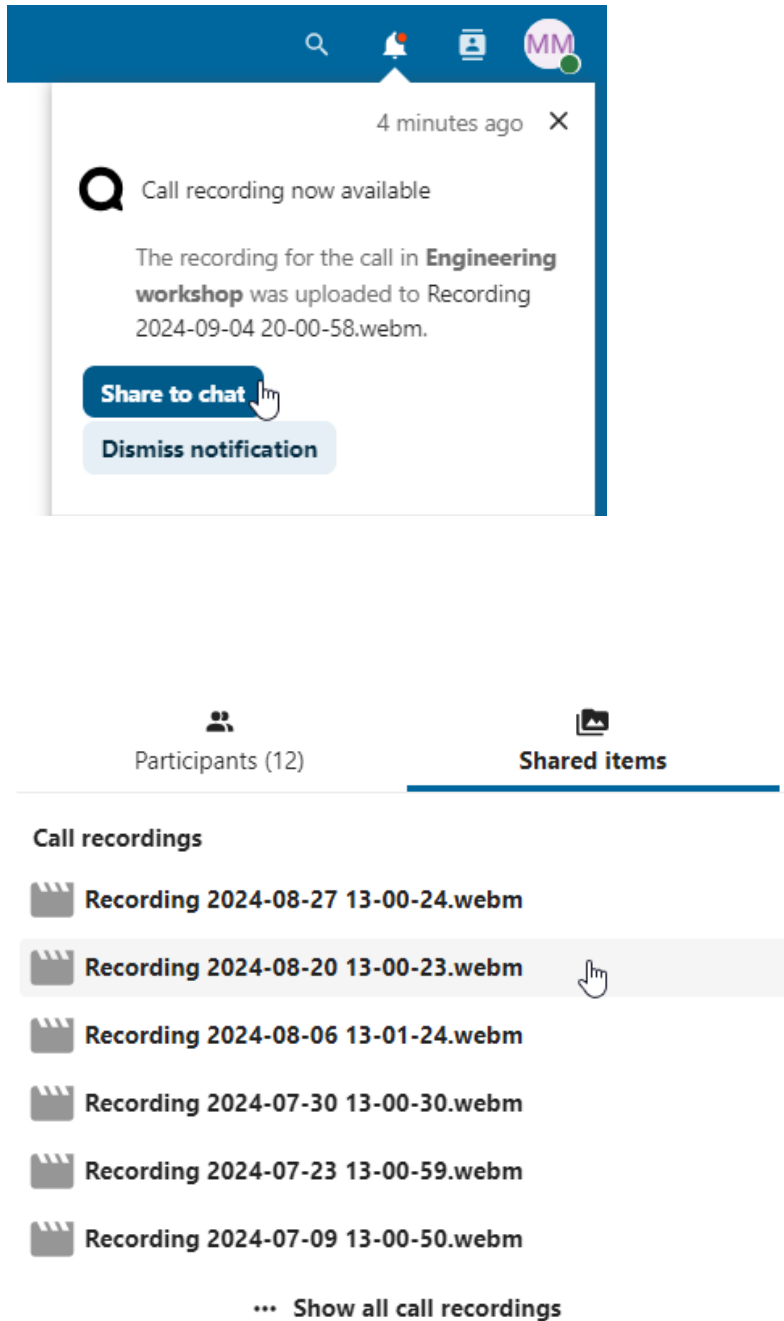 MM
4 minutes ago
Call recording now available
The recording for the call in Engineering
workshop was uploaded to Recording
2024-09-04 20-00-58.webm.
Share to chat
Dismiss notification
Participants (12)
Shared items
Call recordings
Recording 2024-08-27 13-00-24.webm
Recording 2024-08-20 13-00-23.webm
Recording 2024-08-06 13-01-24.webm
Recording 2024-07-30 13-00-30.webm
Recording 2024-07-23 13-00-59.webm
Recording 2024-07-09 13-00-50.webm
··· Show all call recordings